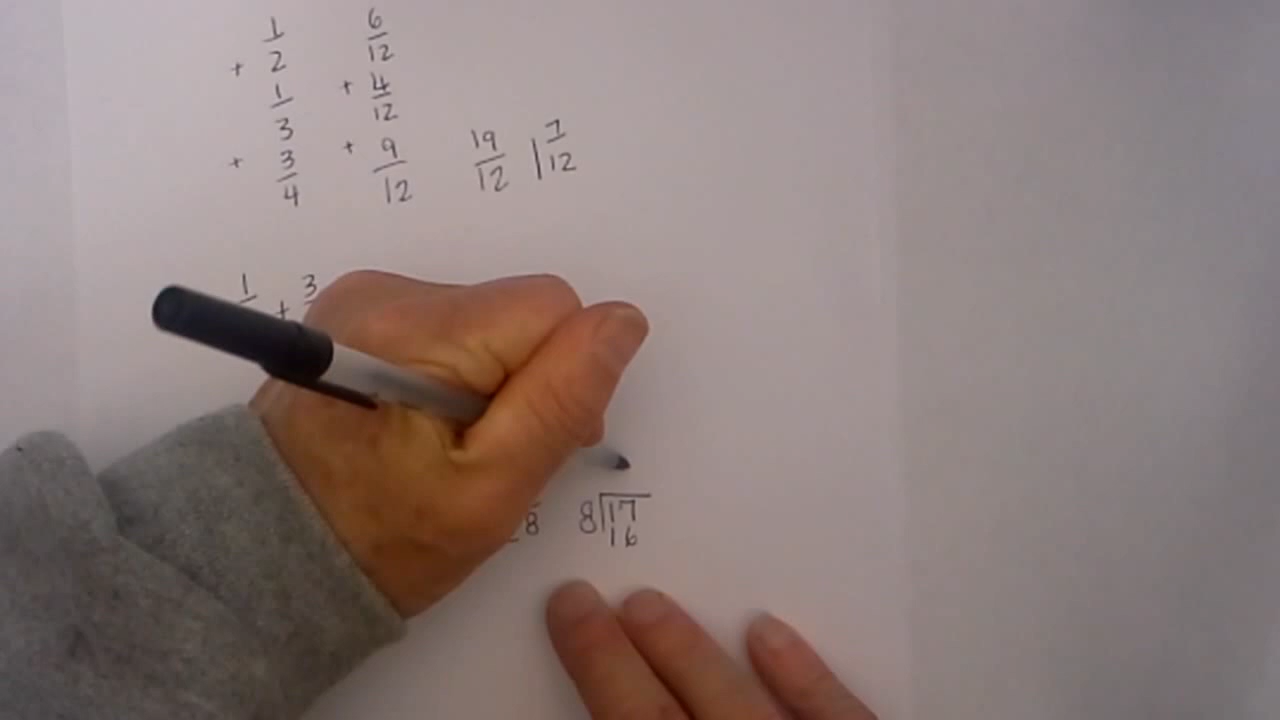 1/2 6/12
+ 1/3 + 4/12
+ 3/4 + 9/12 19/12 1 7/12
1 + 3
8 8)17
16